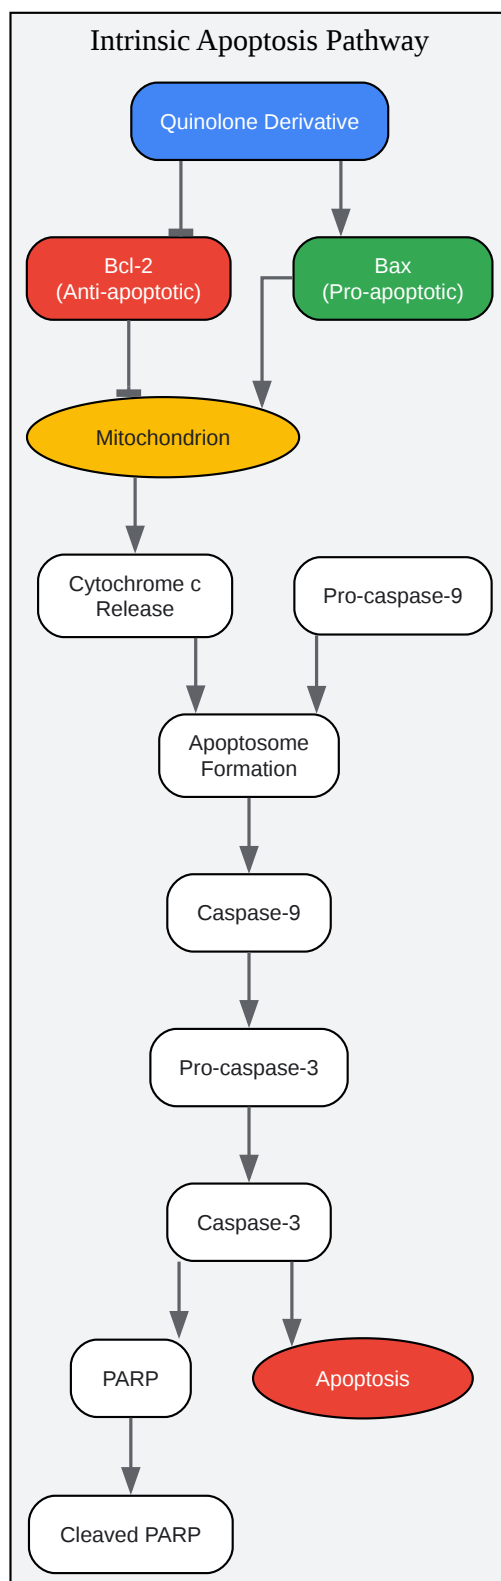 Intrinsic Apoptosis Pathway
Quinolone Derivative
Bcl-2
(Anti-apoptotic)
Bax
(Pro-apoptotic)
Mitochondrion
Cytochrome c
Release
Pro-caspase-9
Apoptosome
Formation
Caspase-9
Pro-caspase-3
Caspase-3
PARP
Apoptosis
Cleaved PARP